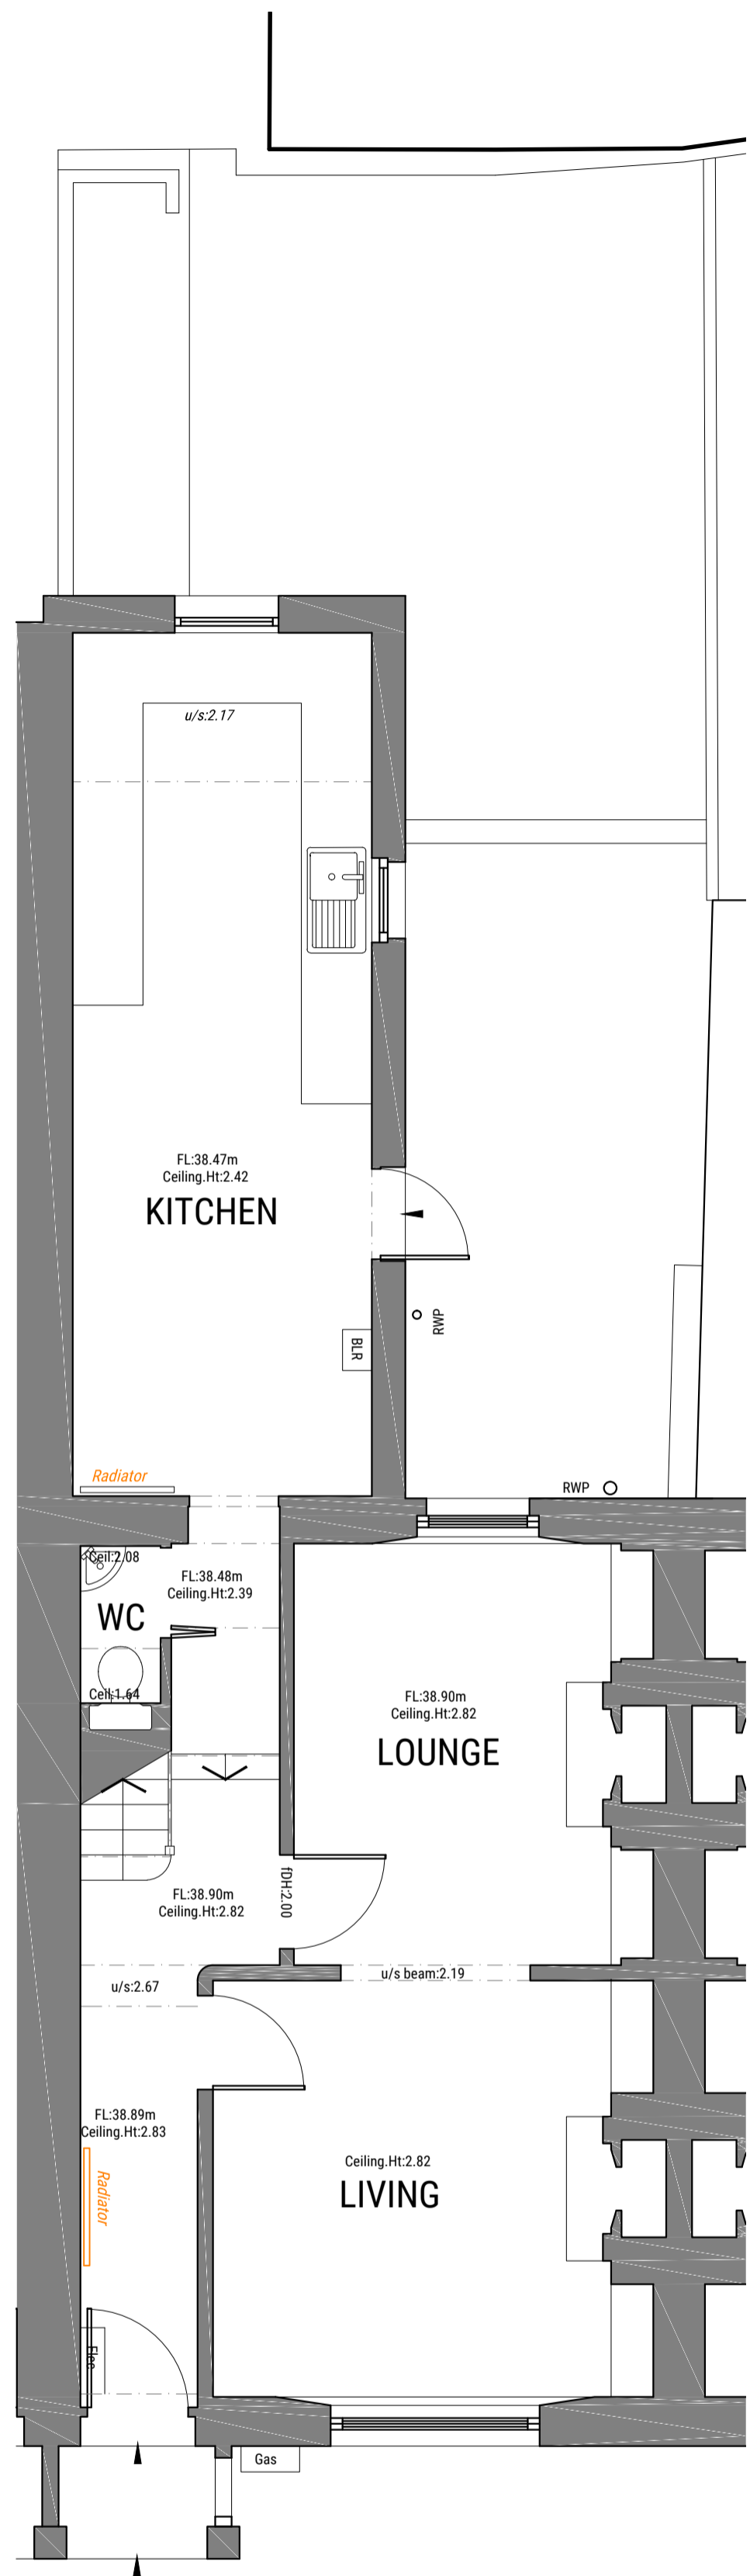 u/s:2.17
FL:38.47m
Ceiling.Ht:2.42
KITCHEN
RWP
BLR
Radiator
RWP
Ceil:2.08
FL:38.48m
Ceiling.Ht:2.39
WC
Ceil:1.64
FL:38.90m
Ceiling.Ht:2.82
LOUNGE
fDH:2.00
FL:38.90m
Ceiling.Ht:2.82
u/s beam:2.19
u/s:2.67
FL:38.89m
Ceiling.Ht:2.83
Radiator
Ceiling.Ht:2.82
LIVING
Elec
Gas